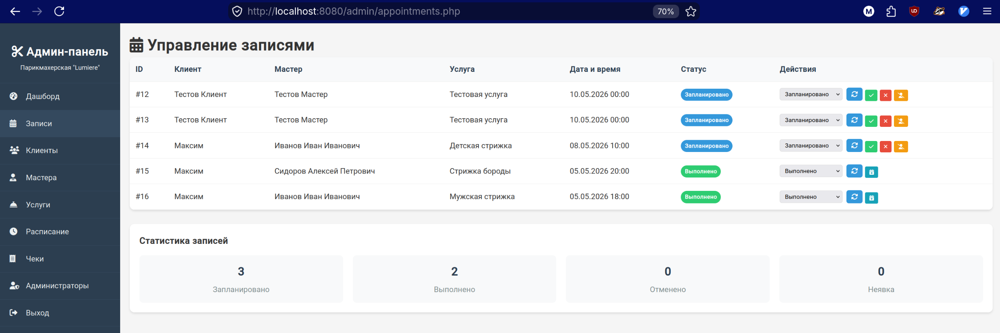 http://localhost:8080/admin/appointments.php
70%
M
Админ-панель
Парикмахерская "Lumiere"
Дашборд
Записи
Клиенты
Мастера
Услуги
Расписание
Чеки
Администраторы
Выход
Управление записями
ID Клиент Мастер Услуга Дата и время Статус Действия
#12 Тестов Клиент Тестов Мастер Тестовая услуга 10.05.2026 00:00 Запланировано Запланировано
#13 Тестов Клиент Тестов Мастер Тестовая услуга 10.05.2026 00:00 Запланировано Запланировано
#14 Максим Иванов Иван Иванович Детская стрижка 08.05.2026 10:00 Запланировано Запланировано
#15 Максим Сидоров Алексей Петрович Стрижка бороды 05.05.2026 20:00 Выполнено Выполнено
#16 Максим Иванов Иван Иванович Мужская стрижка 05.05.2026 18:00 Выполнено Выполнено
Статистика записей
3 2 0 0
Запланировано Выполнено Отменено Неявка